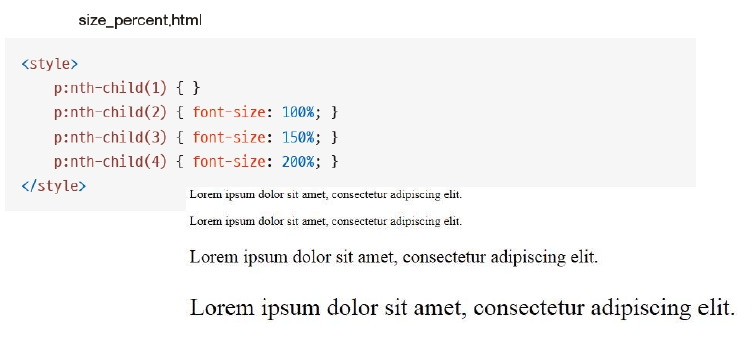 size_percent.html
<style>
p:nth-child(1) { }
p:nth-child(2) { font-size: 100%; }
p:nth-child(3) { font-size: 150%; }
p:nth-child(4) { font-size: 200%; }
</style>
Lorem ipsum dolor sit amet, consectetur adipiscing elit.
Lorem ipsum dolor sit amet, consectetur adipiscing elit.
Lorem ipsum dolor sit amet, consectetur adipiscing elit.
Lorem ipsum dolor sit amet, consectetur adipiscing elit.